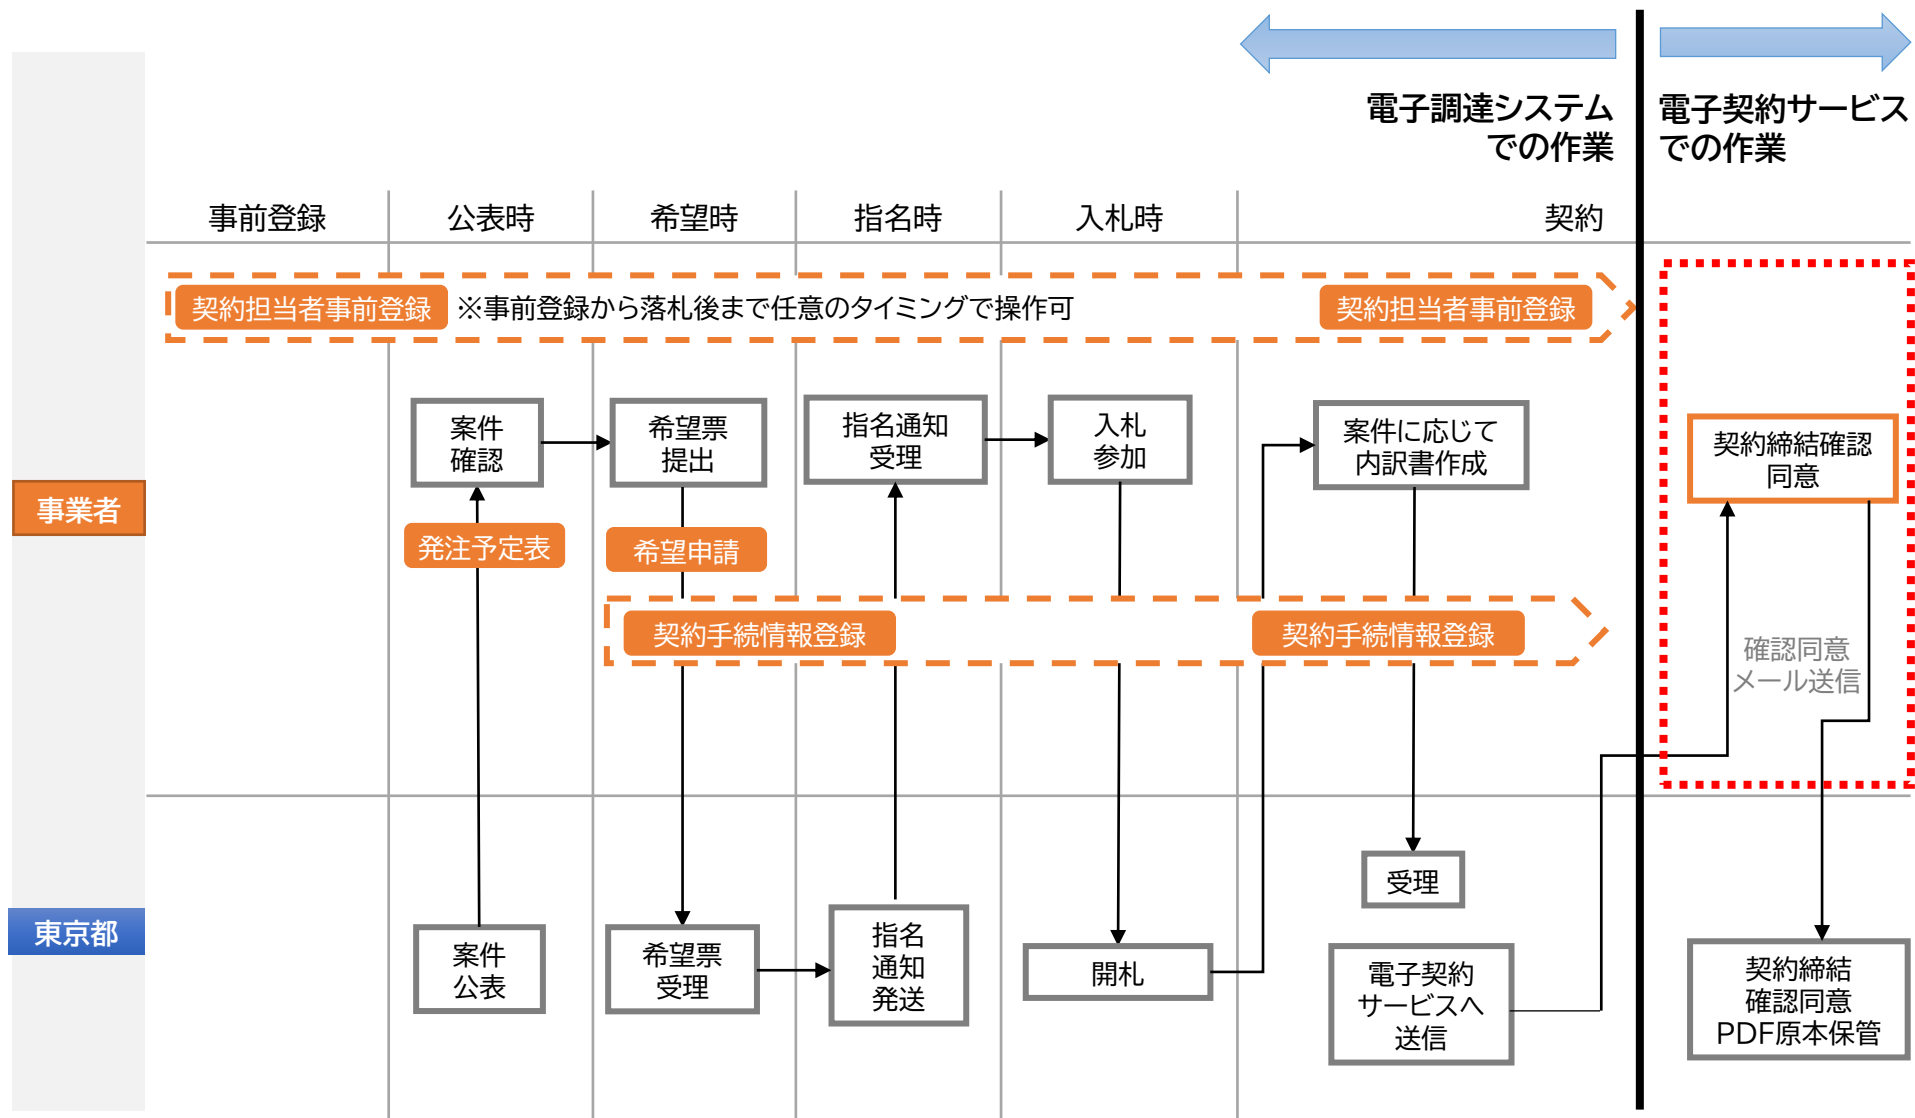 電子調達システム
での作業
電子契約サービス
での作業
事前登録
公表時
希望時
指名時
入札時
契約
契約担当者事前登録
※事前登録から落札後まで任意のタイミングで操作可
契約担当者事前登録
事業者
案件
確認
希望票
提出
指名通知
受理
入札
参加
案件に応じて
内訳書作成
契約締結確認
同意
発注予定表
希望申請
契約手続情報登録
契約手続情報登録
確認同意
メール送信
東京都
案件
公表
希望票
受理
指名
通知
発送
開札
受理
電子契約
サービスへ
送信
契約締結
確認同意
PDF原本保管